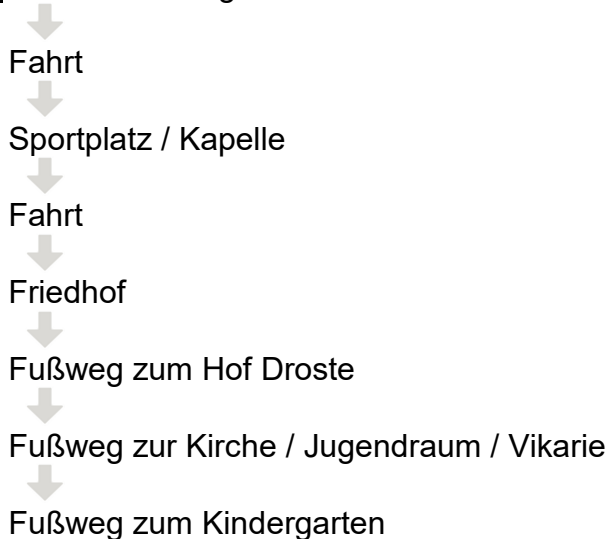 Fahrt
Sportplatz / Kapelle
Fahrt
Friedhof
Fußweg zum Hof Droste
Fußweg zur Kirche / Jugendraum / Vikarie
Fußweg zum Kindergarten